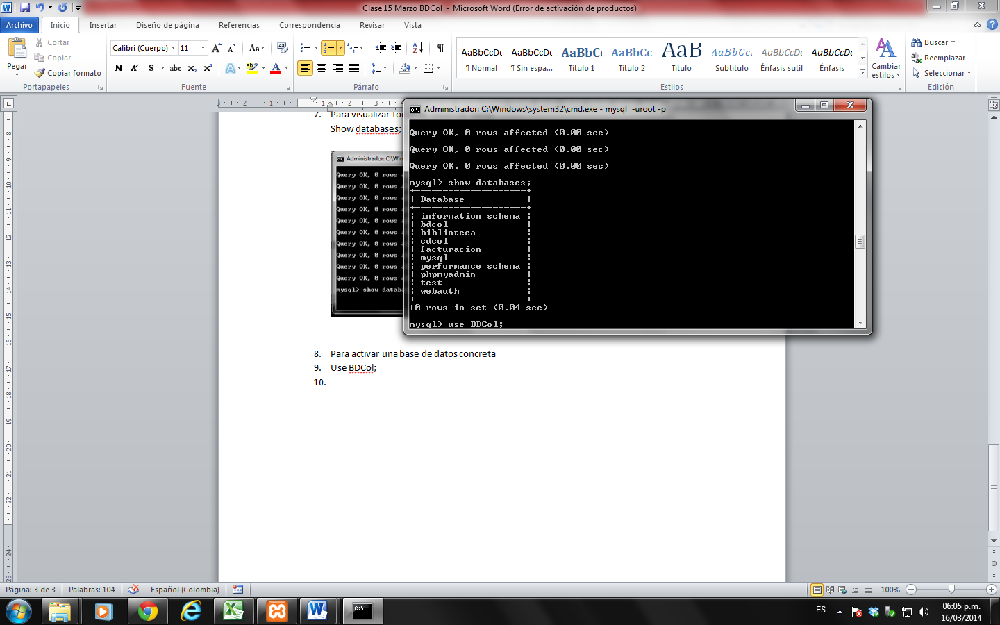 Clase 15 Marzo BDCol - Microsoft Word (Error de activación de productos)
Archivo Inicio Insertar Diseño de página Referencias Correspondencia Revisar Vista
Pegar
Cortar
Copiar
Copiar formato
Portapapeles
Calibri (Cuerpo) 11
Fuente
Párrafo
AaBbCcDc AaBbCcDc AaBbC AaBbCc AaB AaBbCc. AaBbCcDc AaBbCcDc
¶ Normal ¶ Sin espa... Título 1 Título 2 Título Subtítulo Énfasis sutil Énfasis
Cambiar estilos
Estilos
Buscar
Reemplazar
Seleccionar
Edición
7. Para visualizar
Show databases;
Query OK, 0 rows
Query OK, 0 rows
Query OK, 0 rows
Query OK, 0 rows
Query OK, 0 rows
Query OK, 0 rows
Query OK, 0 rows
Query OK, 0 rows
Query OK, 0 rows
Query OK, 0 rows
mysql> show
Administrador: C:\Windows\system32\cmd.exe - mysql -uroot -p
Query OK, 0 rows affected (0.00 sec)
Query OK, 0 rows affected (0.00 sec)
Query OK, 0 rows affected (0.00 sec)
mysql> show databases;
+--------------------+
| Database           |
+--------------------+
| information_schema |
| bdcol              |
| biblioteca         |
| cdcol              |
| facturacion        |
| mysql              |
| performance_schema |
| phpmyadmin         |
| test               |
| webauth            |
+--------------------+
10 rows in set (0.04 sec)
mysql> use BDCol;
8. Para activar una base de datos concreta
9. Use BDCol;
10.
Página: 3 de 3 Palabras: 104 Español (Colombia) 100%
ES
06:05 p.m.
16/03/2014